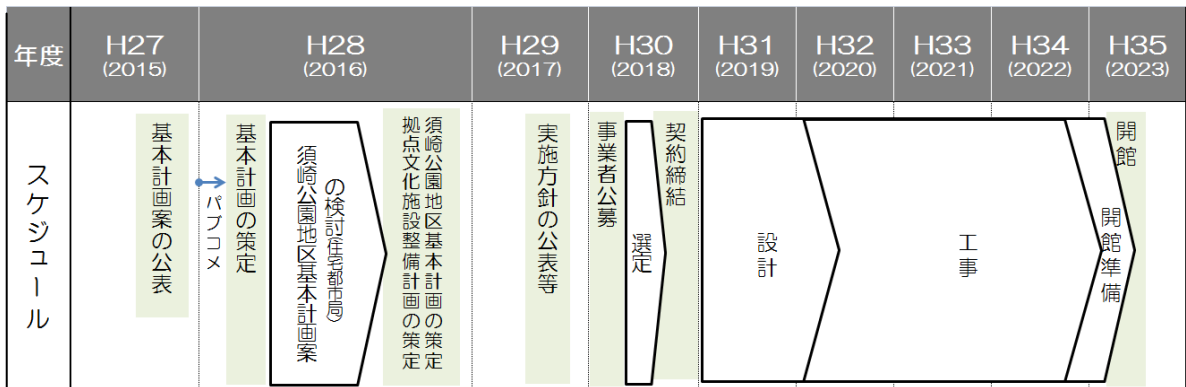 年度
H27
(2015)
H28
(2016)
H29
(2017)
H30
(2018)
H31
(2019)
H32
(2020)
H33
(2021)
H34
(2022)
H35
(2023)
スケジュール
基本計画案の公表
パブコメ
基本計画の策定
須崎公園地区基本計画案
の検討(住宅都市局)
須崎公園地区基本計画の策定
拠点文化施設整備計画の策定
実施方針の公表等
事業者公募
選定
契約締結
設計
工事
開館準備
開館